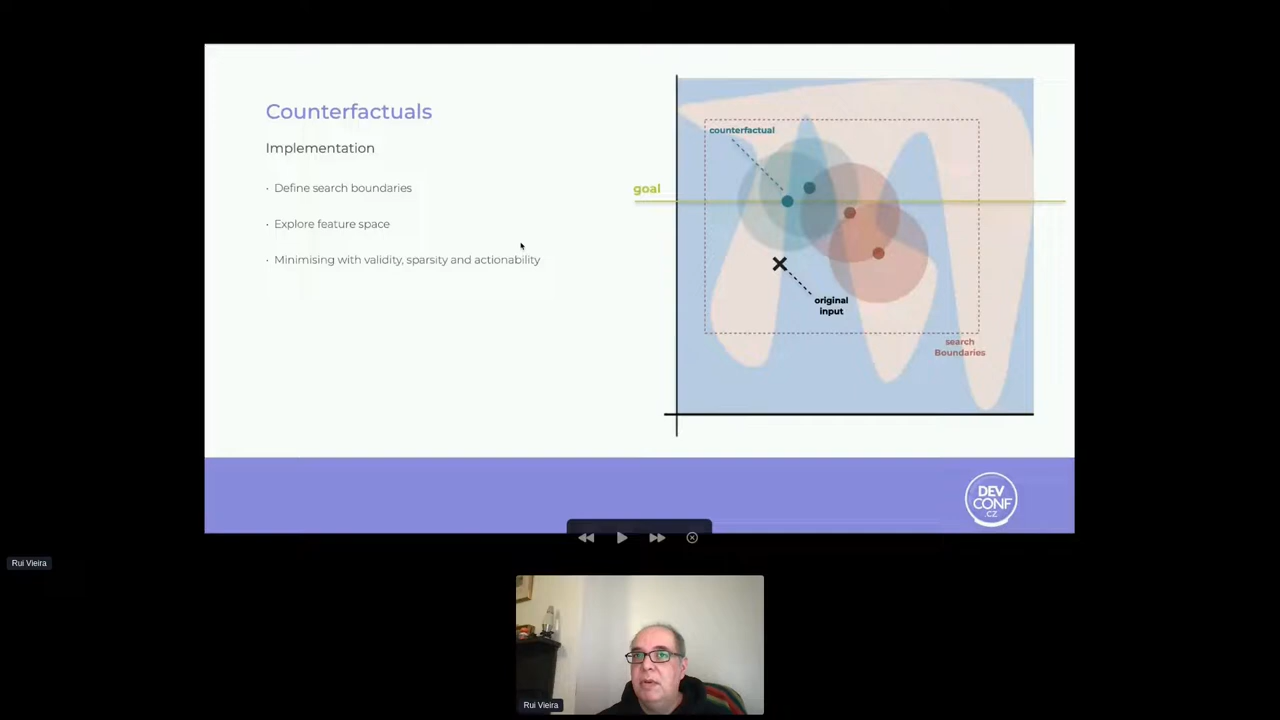 Counterfactuals
Implementation
· Define search boundaries
· Explore feature space
· Minimising with validity, sparsity and actionability
counterfactual
goal
original
input
search
Boundaries
DEV
CONF
.CZ
Rui Vieira
Rui Vieira